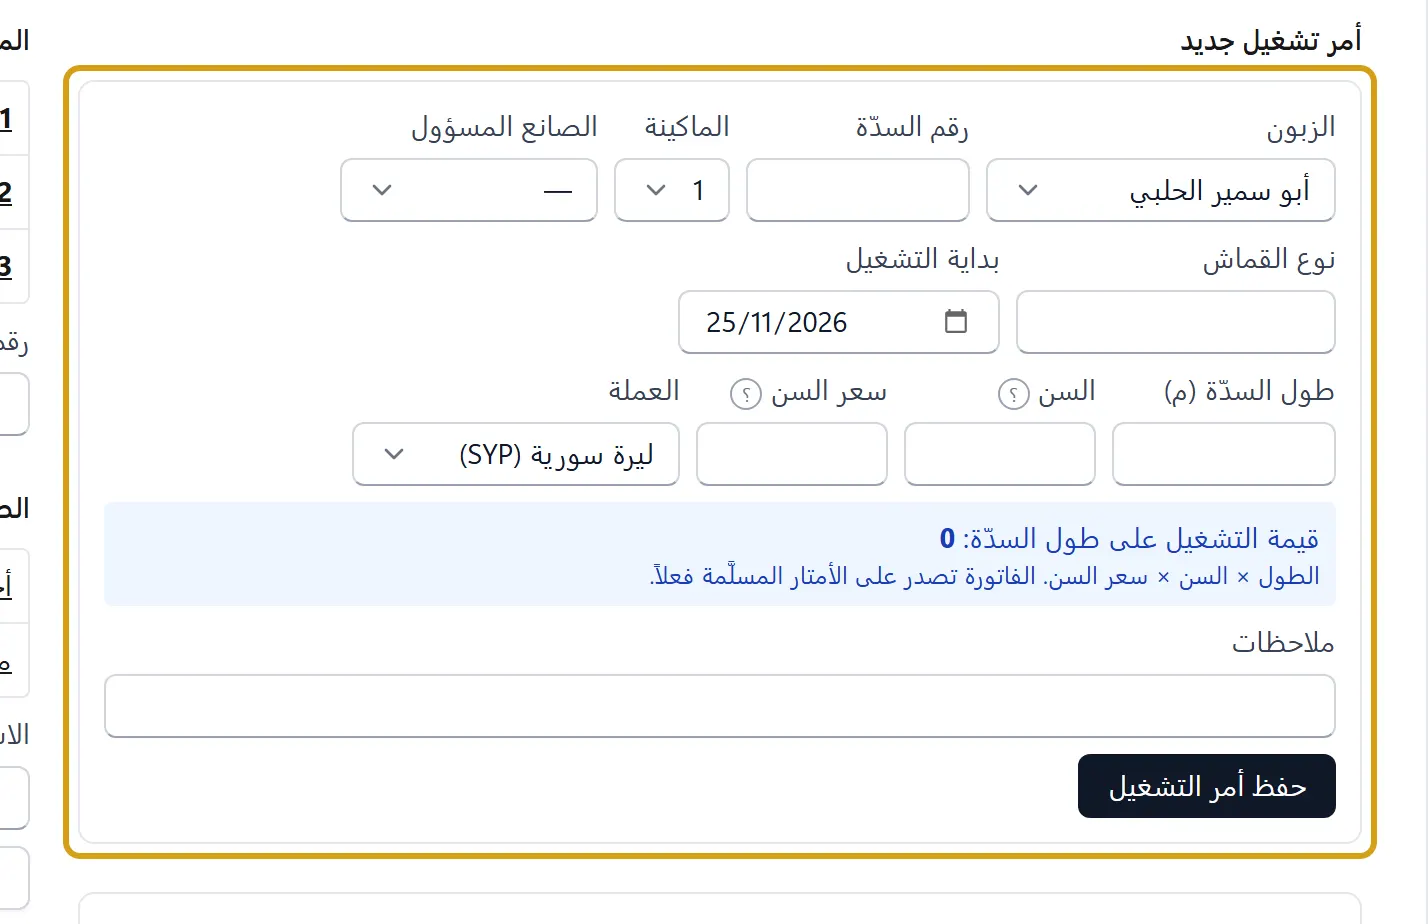 أمر تشغيل جديد
الزبون
رقم السدّة
الماكينة
الصانع المسؤول
أبو سمير الحلبي
1
—
نوع القماش
بداية التشغيل
25/11/2026
طول السدّة (م)
السن ؟
سعر السن ؟
العملة
ليرة سورية (SYP)
قيمة التشغيل على طول السدّة: 0
الطول × السن × سعر السن. الفاتورة تصدر على الأمتار المسلَّمة فعلاً.
ملاحظات
حفظ أمر التشغيل
1
2
3